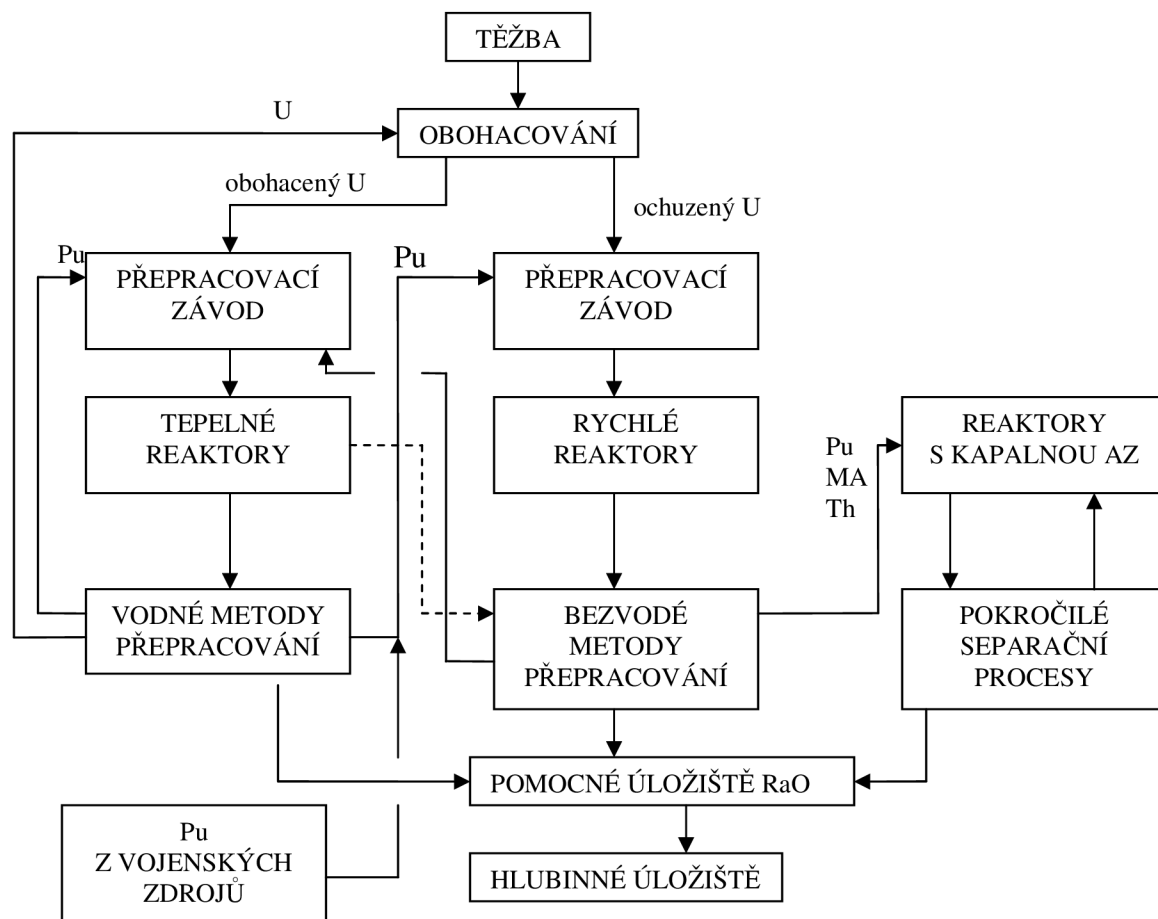 TĚŽBA
U
OBOHACOVÁNÍ
obohacený U
ochuzený U
Pu
PŘEPRACOVACÍ
ZÁVOD
Pu
PŘEPRACOVACÍ
ZÁVOD
TEPELNÉ
REAKTORY
RYCHLÉ
REAKTORY
Pu
MA
Th
REAKTORY
S KAPALNOU AZ
VODNÉ METODY
PŘEPRACOVÁNÍ
BEZVODÉ
METODY
PŘEPRACOVÁNÍ
POKROČILÉ
SEPARAČNÍ
PROCESY
POMOCNÉ ÚLOŽIŠTĚ RaO
Pu
Z VOJENSKÝCH
ZDROJŮ
HLUBINNÉ ÚLOŽIŠTĚ